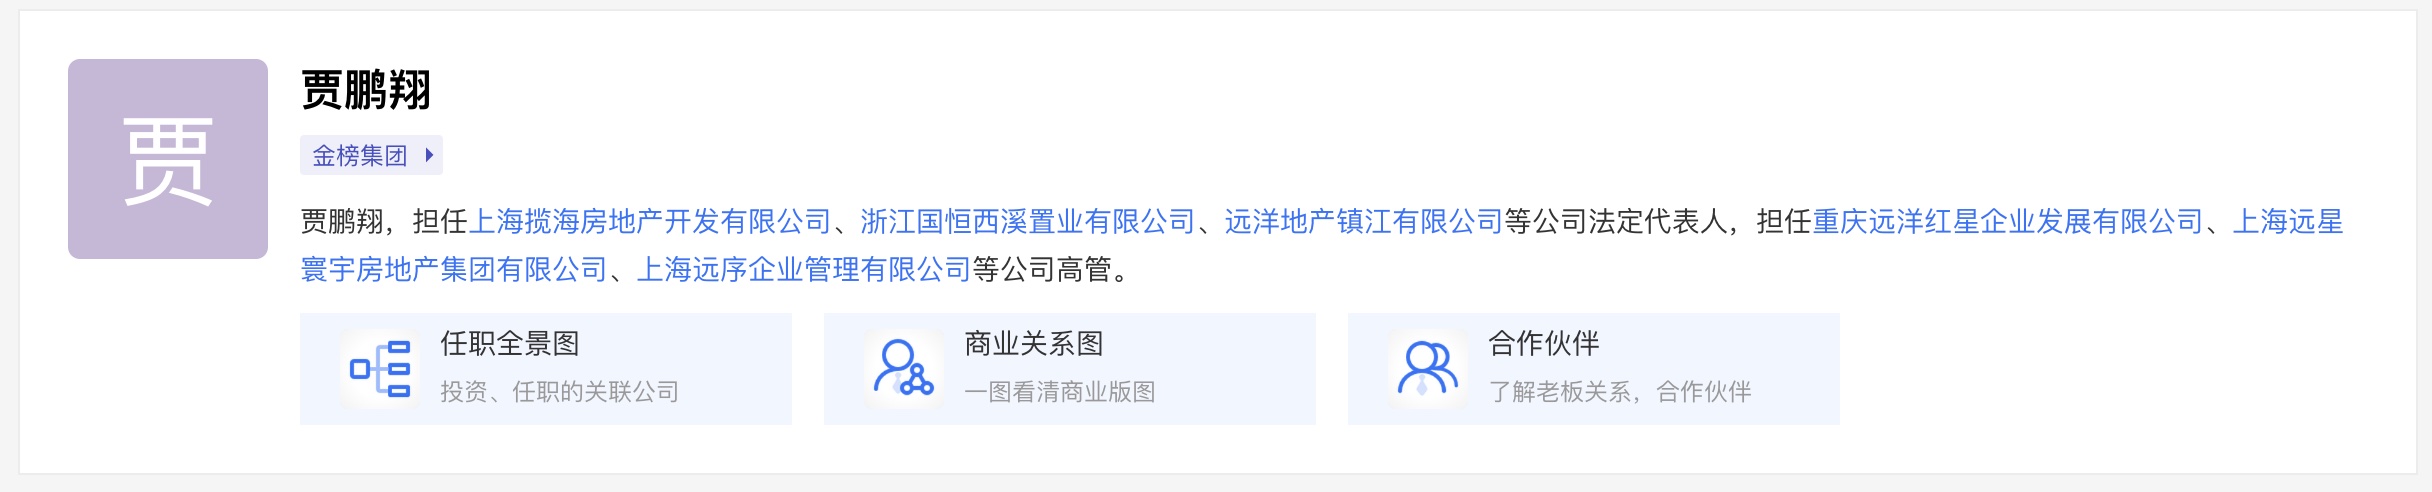 贾
贾鹏翔
金榜集团
贾鹏翔，担任上海揽海房地产开发有限公司、浙江国恒西溪置业有限公司、远洋地产镇江有限公司等公司法定代表人，担任重庆远洋红星企业发展有限公司、上海远星
寰宇房地产集团有限公司、上海远序企业管理有限公司等公司高管。
任职全景图
投资、任职的关联公司
商业关系图
一图看清商业版图
合作伙伴
了解老板关系，合作伙伴